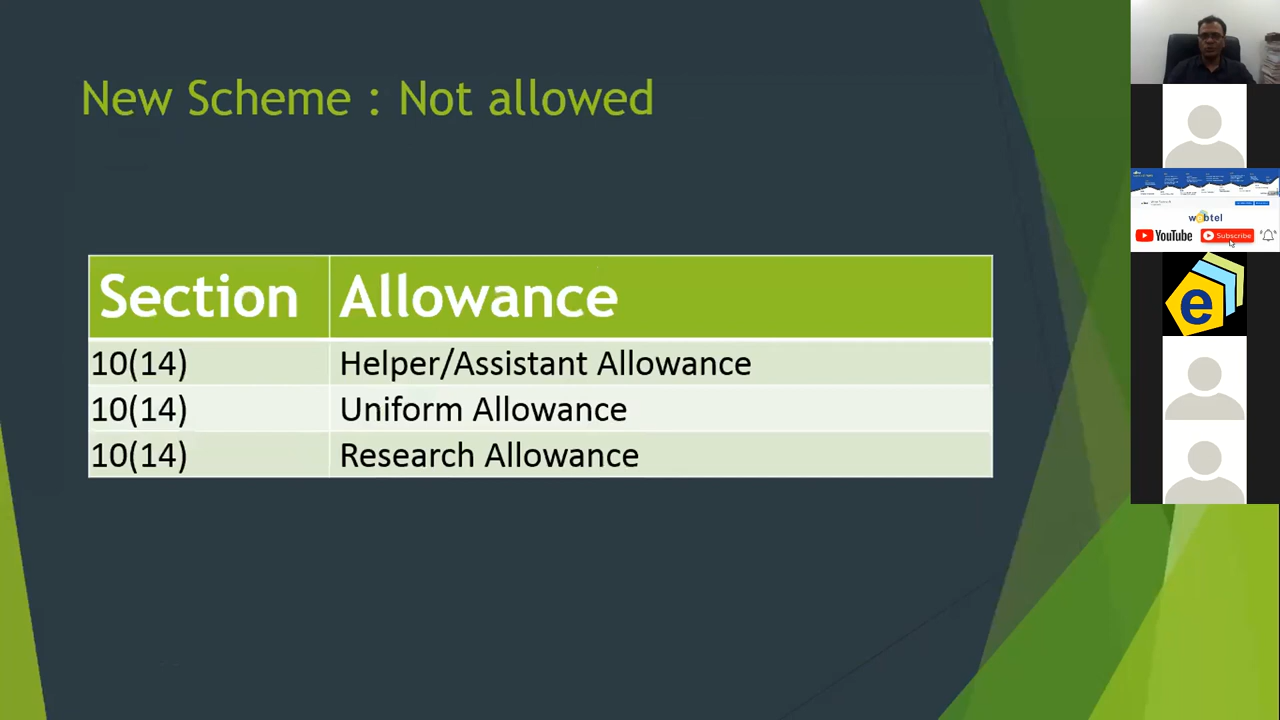 New Scheme : Not allowed
Section Allowance
10(14) Helper/Assistant Allowance
10(14) Uniform Allowance
10(14) Research Allowance
webtel
YouTube Subscribe
e